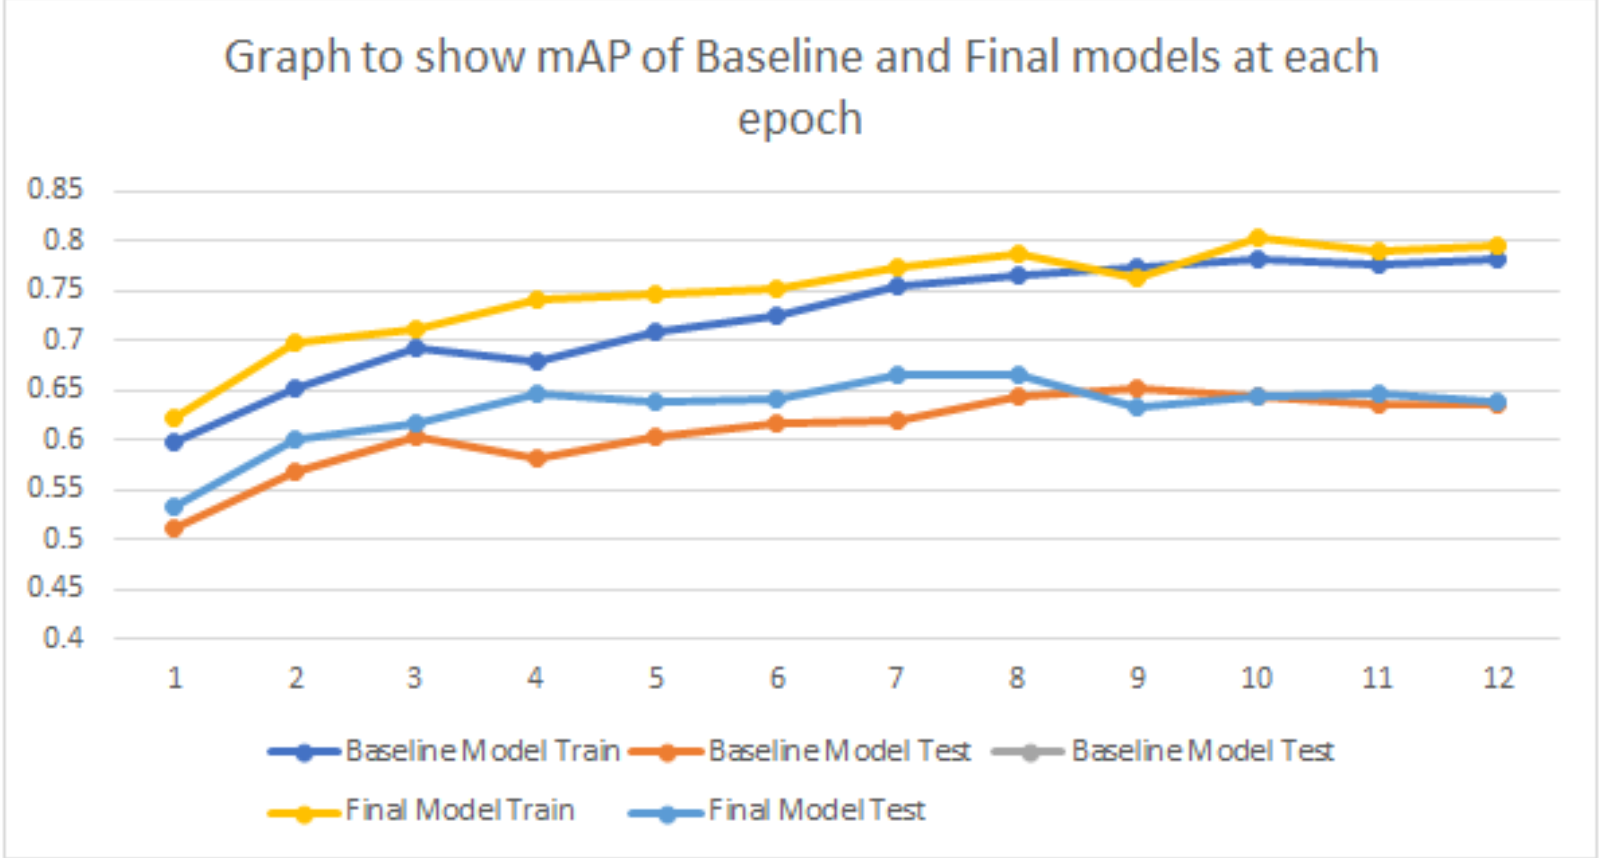 Graph to show mAP of Baseline and Final models at each
epoch
0.85
0.8
0.75
0.7
0.65
0.6
0.55
0.5
0.45
0.4
1 2 3 4 5 6 7 8 9 10 11 12
Baseline Model Train Baseline Model Test Baseline Model Test
Final Model Train Final Model Test